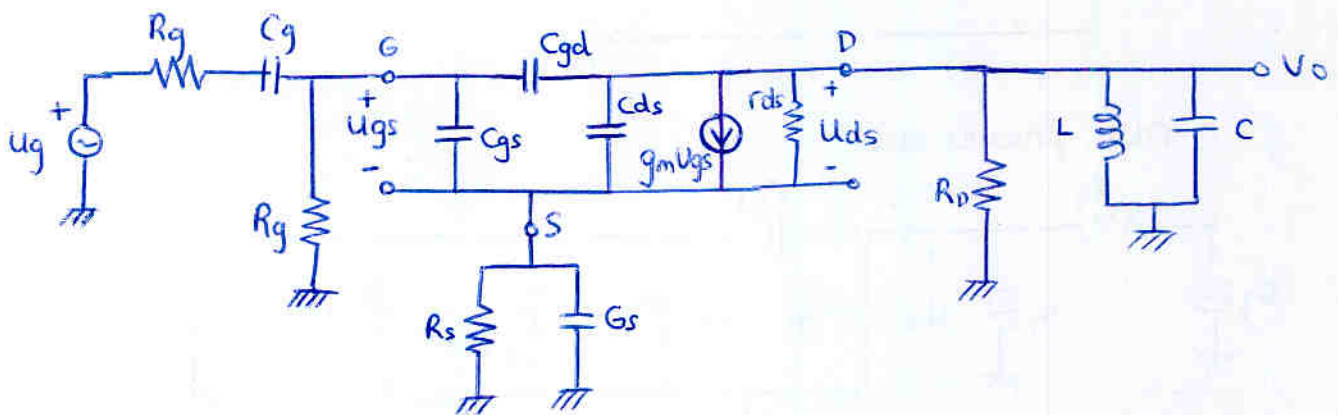 Rg Cg G Cgd D Vo
+ Ug
+ Ugs -
Cgs
Cds
gmUgs
rds
+ Uds -
L C
Rg
S
RD
Rs Gs